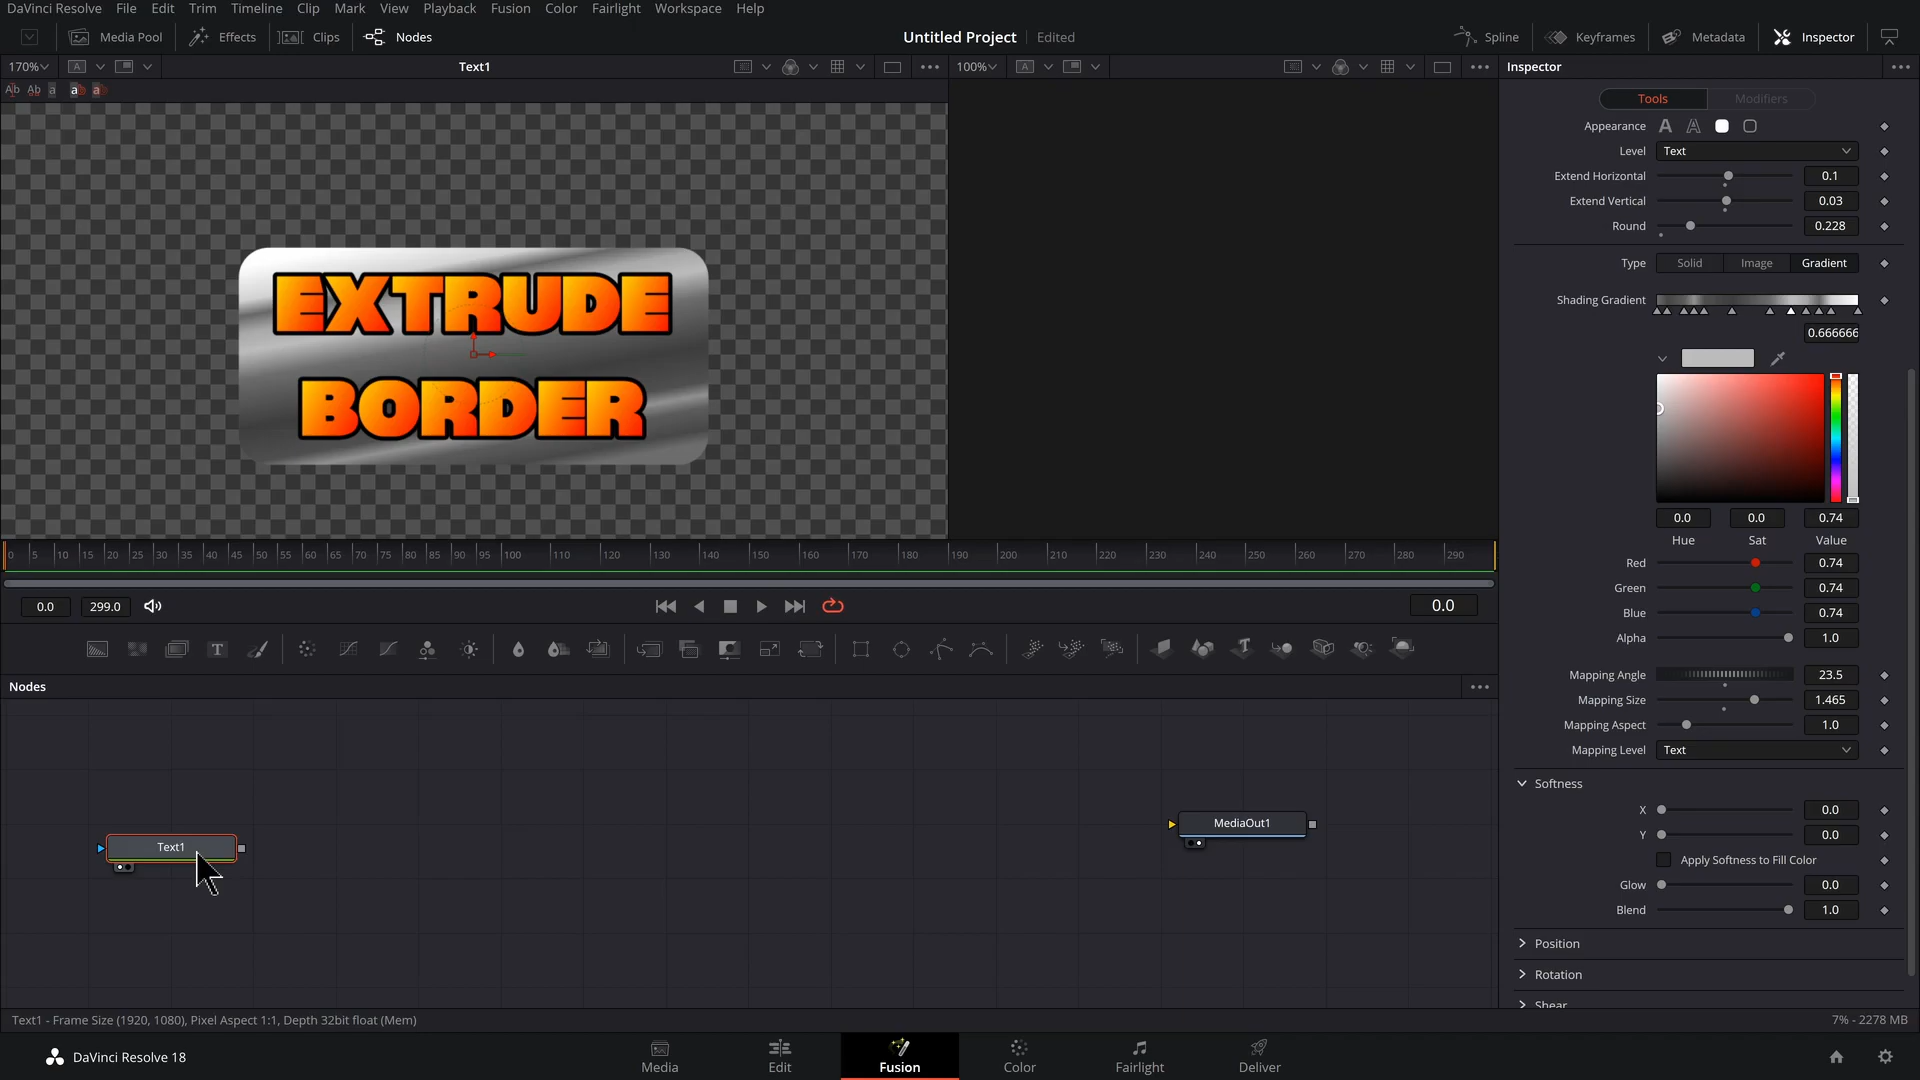 DaVinci Resolve File Edit Trim Timeline Clip Mark View Playback Fusion Color Fairlight Workspace Help
Media Pool Effects Clips Nodes Untitled Project Edited Spline Keyframes Metadata Inspector
170% A Text1 100% A Inspector
Ab Ab a a a
Tools Modifiers
Appearance A A
Level Text
Extend Horizontal 0.1
Extend Vertical 0.03
Round 0.228
Type Solid Image Gradient
Shading Gradient
0.666666
EXTRUDE
BORDER
0.0 0.0 0.74
Hue Sat Value
Red 0.74
Green 0.74
Blue 0.74
Alpha 1.0
Mapping Angle 23.5
Mapping Size 1.465
Mapping Aspect 1.0
Mapping Level Text
Softness
X 0.0
Y 0.0
Apply Softness to Fill Color
Glow 0.0
Blend 1.0
Position
Rotation
Shear
0 5 10 15 20 25 30 35 40 45 50 55 60 65 70 75 80 85 90 95 100 110 120 130 140 150 160 170 180 190 200 210 220 230 240 250 260 270 280 290
0.0 299.0 0.0
T T
Nodes
Text1
MediaOut1
Text1 - Frame Size (1920, 1080), Pixel Aspect 1:1, Depth 32bit float (Mem) 7% - 2278 MB
DaVinci Resolve 18 Media Edit Fusion Color Fairlight Deliver